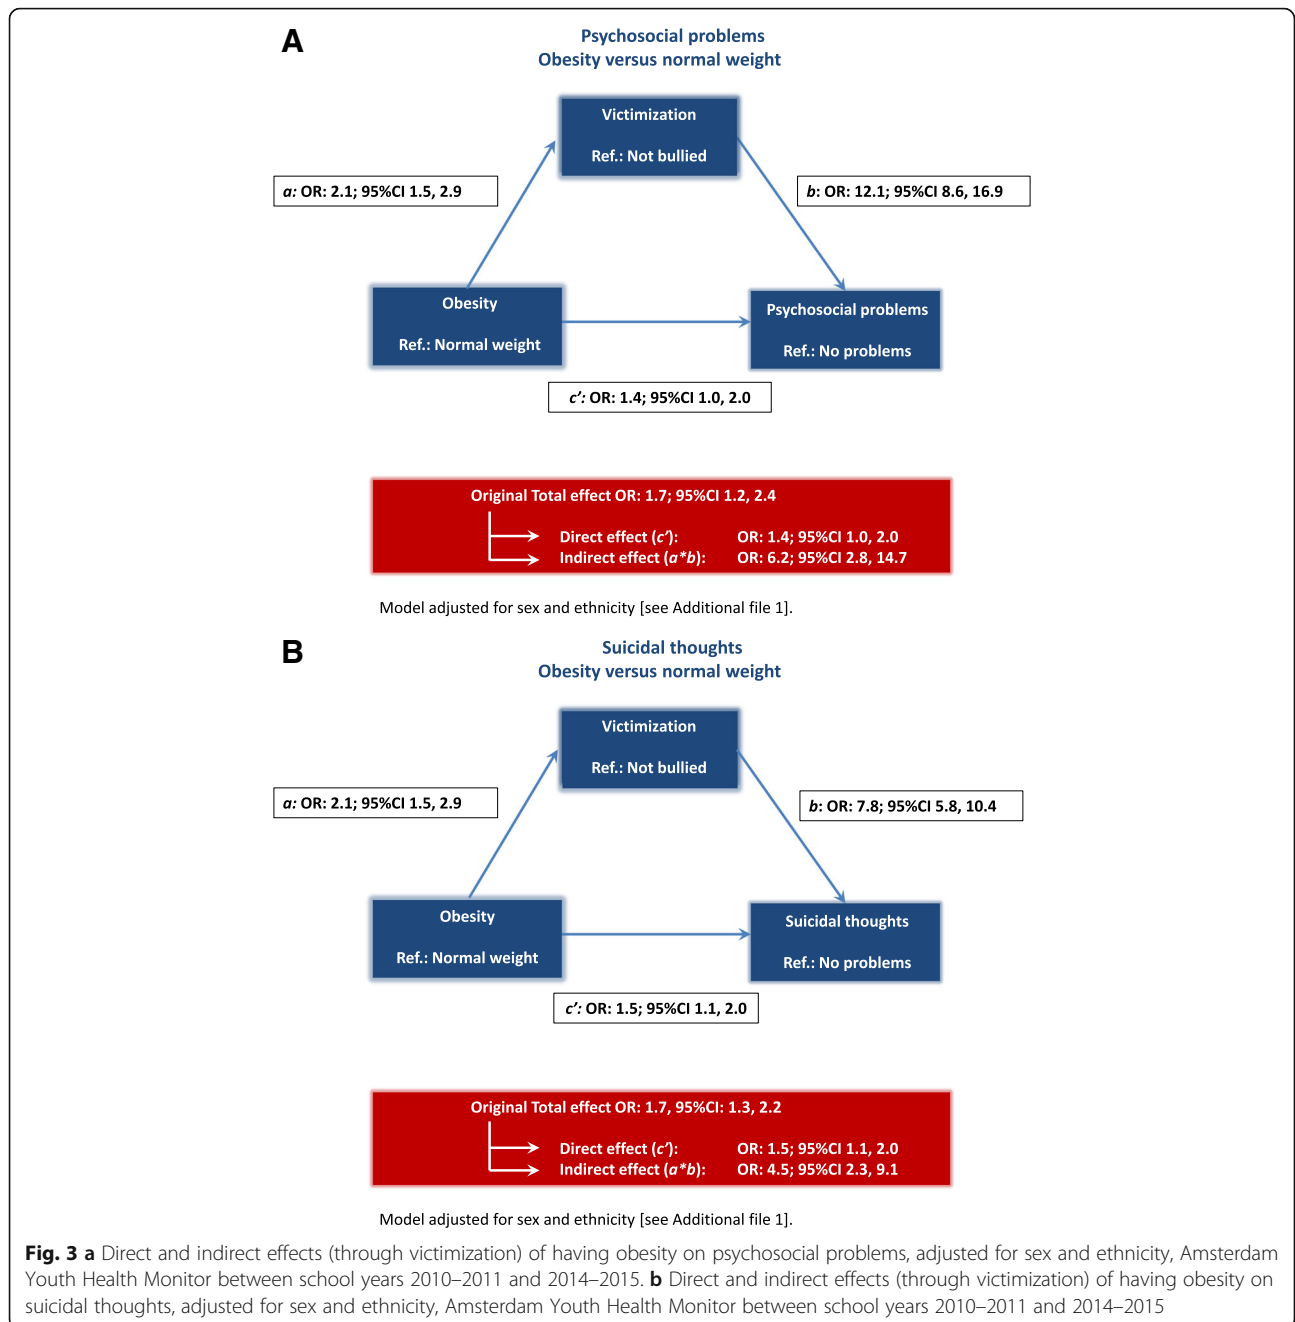 A
Psychosocial problems
Obesity versus normal weight
Victimization
Ref.: Not bullied
a: OR: 2.1; 95%CI 1.5, 2.9
b: OR: 12.1; 95%CI 8.6, 16.9
Obesity
Ref.: Normal weight
Psychosocial problems
Ref.: No problems
c’: OR: 1.4; 95%CI 1.0, 2.0
Original Total effect OR: 1.7; 95%CI 1.2, 2.4
Direct effect (c’): OR: 1.4; 95%CI 1.0, 2.0
Indirect effect (a*b): OR: 6.2; 95%CI 2.8, 14.7
Model adjusted for sex and ethnicity [see Additional file 1].
B
Suicidal thoughts
Obesity versus normal weight
Victimization
Ref.: Not bullied
a: OR: 2.1; 95%CI 1.5, 2.9
b: OR: 7.8; 95%CI 5.8, 10.4
Obesity
Ref.: Normal weight
Suicidal thoughts
Ref.: No problems
c’: OR: 1.5; 95%CI 1.1, 2.0
Original Total effect OR: 1.7, 95%CI: 1.3, 2.2
Direct effect (c’): OR: 1.5; 95%CI 1.1, 2.0
Indirect effect (a*b): OR: 4.5; 95%CI 2.3, 9.1
Model adjusted for sex and ethnicity [see Additional file 1].
Fig. 3 a Direct and indirect effects (through victimization) of having obesity on psychosocial problems, adjusted for sex and ethnicity, Amsterdam
Youth Health Monitor between school years 2010–2011 and 2014–2015. b Direct and indirect effects (through victimization) of having obesity on
suicidal thoughts, adjusted for sex and ethnicity, Amsterdam Youth Health Monitor between school years 2010–2011 and 2014–2015